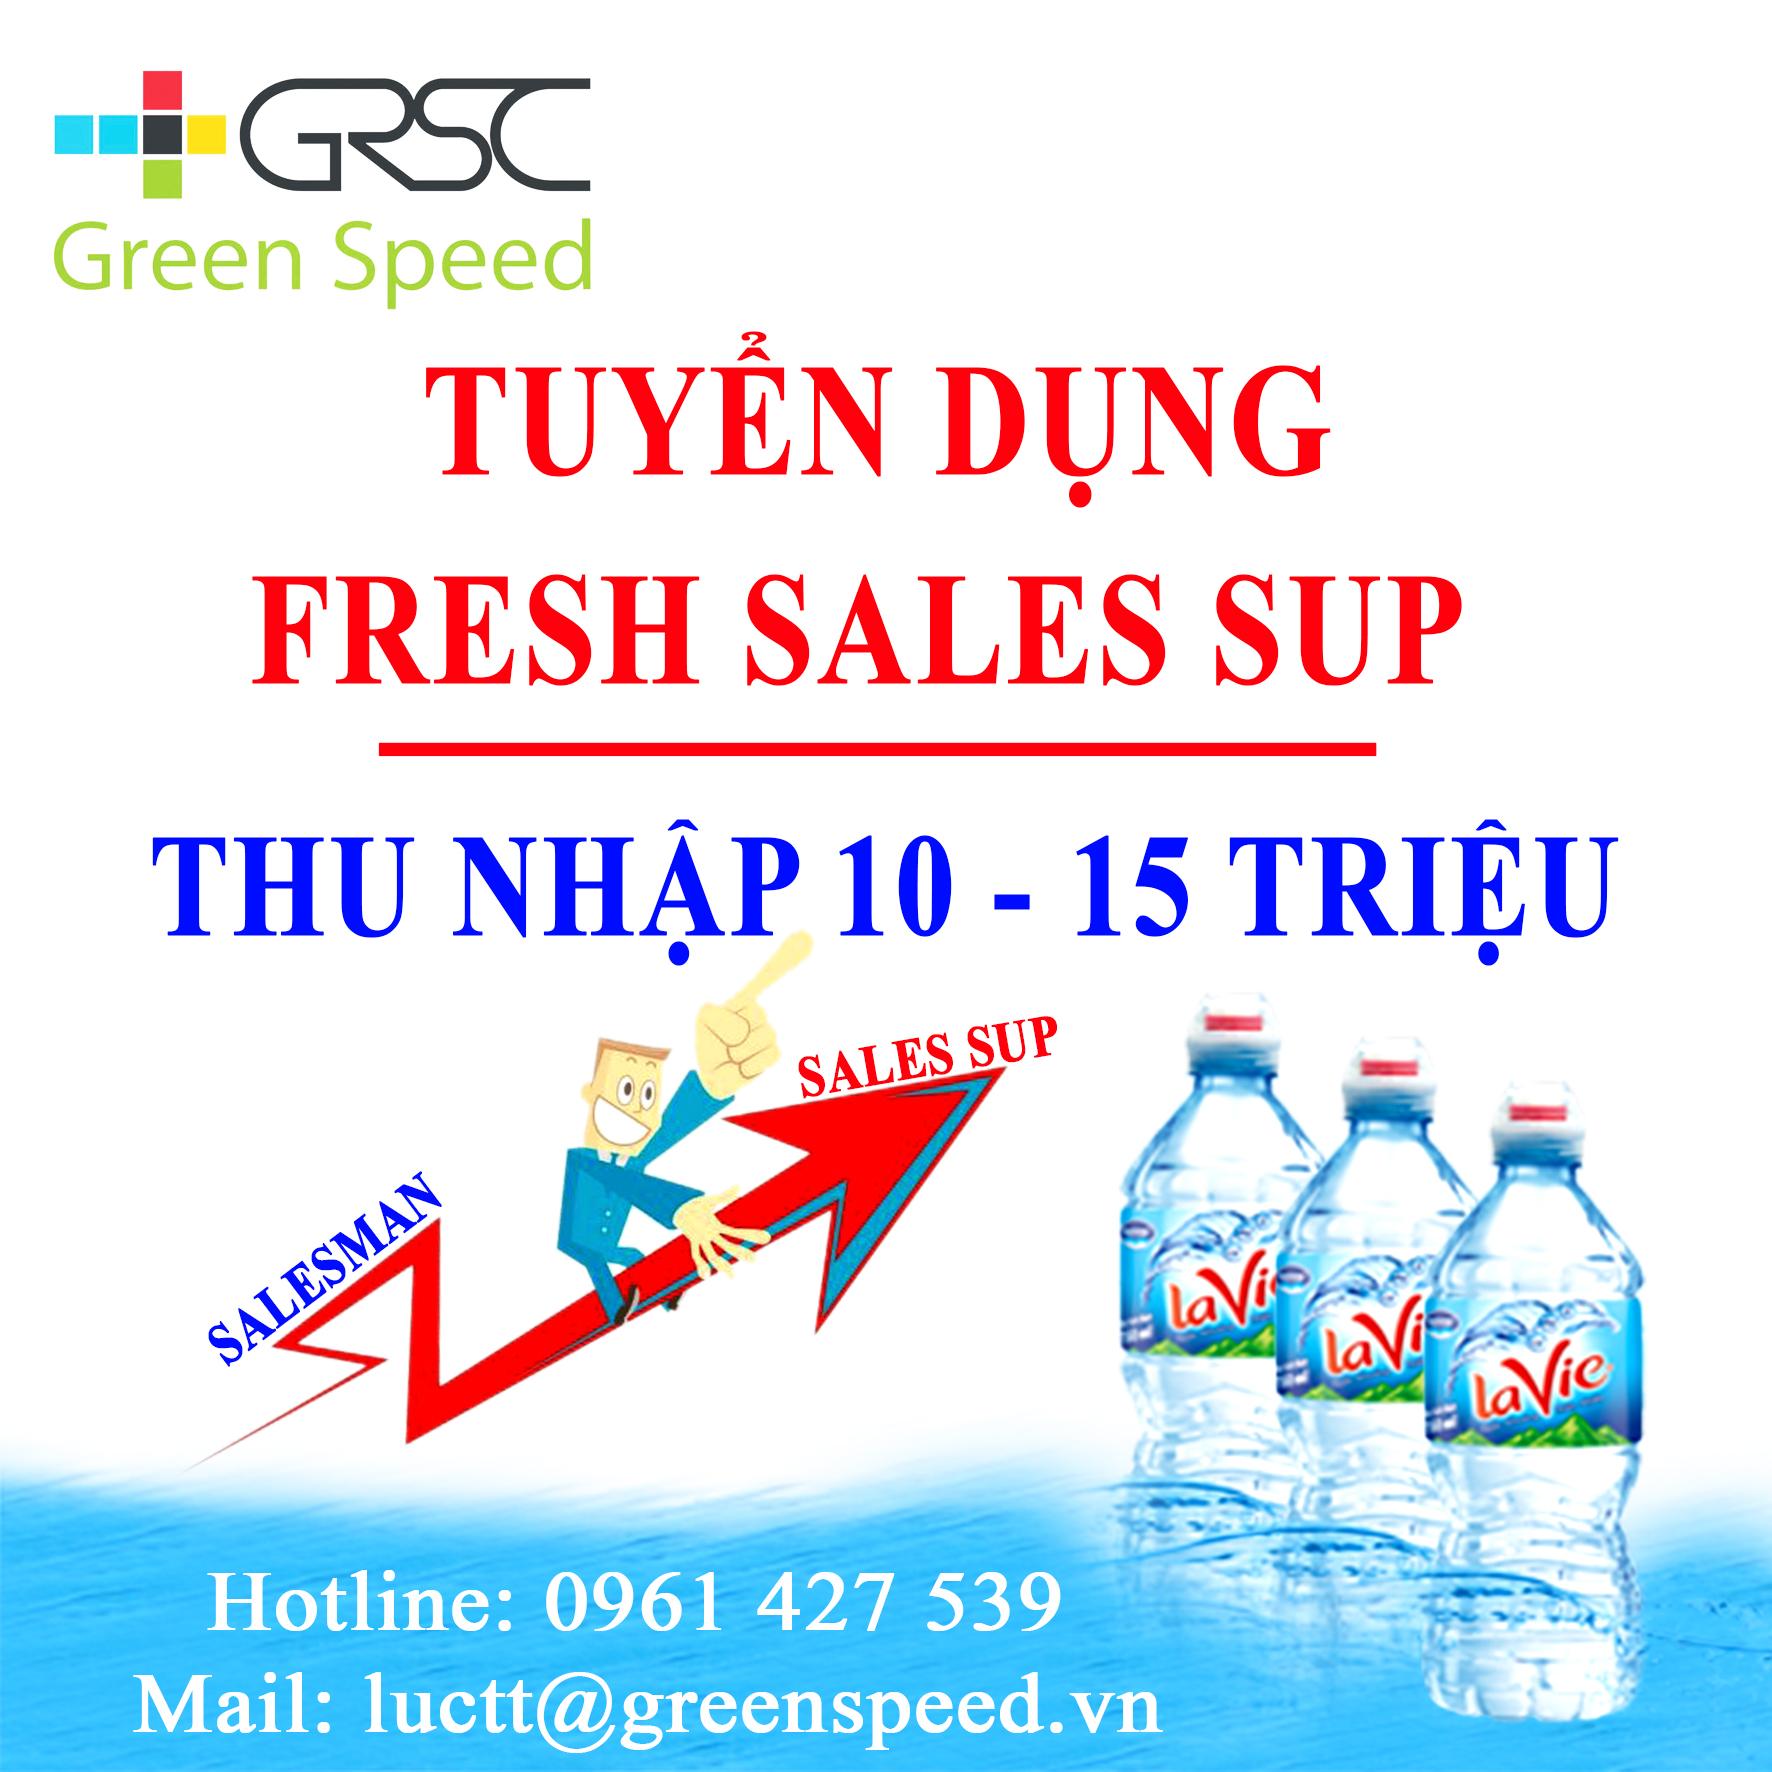 GRSC
Green Speed
TUYỂN DỤNG
FRESH SALES SUP
THU NHẬP 10 - 15 TRIỆU
SALES SUP
SALESMAN
LaVie
LaVie
LaVie
Hotline: 0961 427 539
Mail: luctt@greenspeed.vn